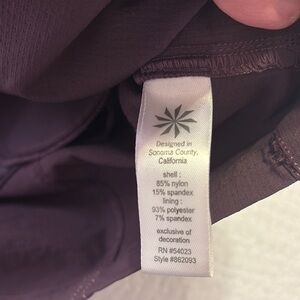 Designed in
Sonoma County,
California
shell :
85% nylon
15% spandex
lining :
93% polyester
7% spandex
exclusive of
decoration
RN #54023
Style #862093